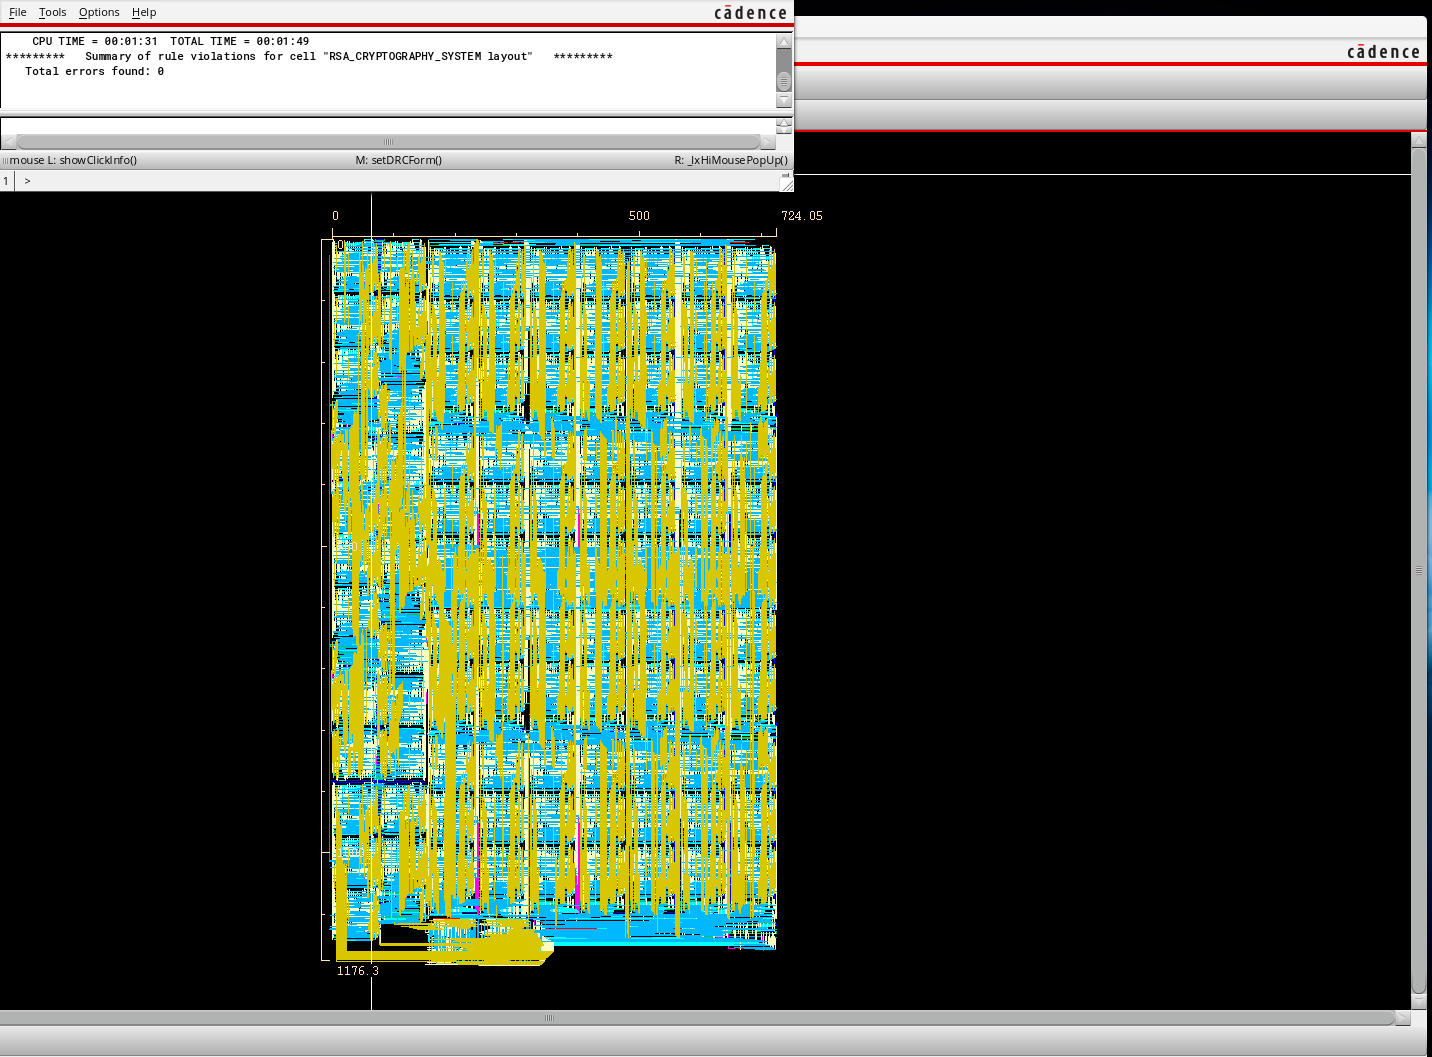 File Tools Options Help cādence
CPU TIME = 00:01:31 TOTAL TIME = 00:01:49
********* Summary of rule violations for cell "RSA_CRYPTOGRAPHY_SYSTEM layout" *********
Total errors found: 0
cādence
mouse L: showClickInfo() M: setDRCForm() R: _lxHiMousePopUp()
1 >
0 500 724.05
0
1176.3